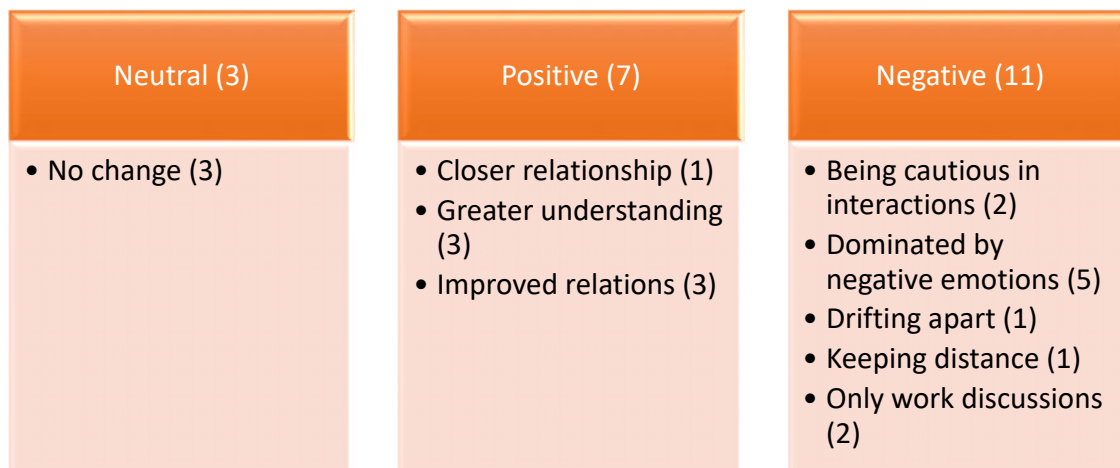 Neutral (3)
• No change (3)
Positive (7)
• Closer relationship (1)
• Greater understanding
(3)
• Improved relations (3)
Negative (11)
• Being cautious in
interactions (2)
• Dominated by
negative emotions (5)
• Drifting apart (1)
• Keeping distance (1)
• Only work discussions
(2)